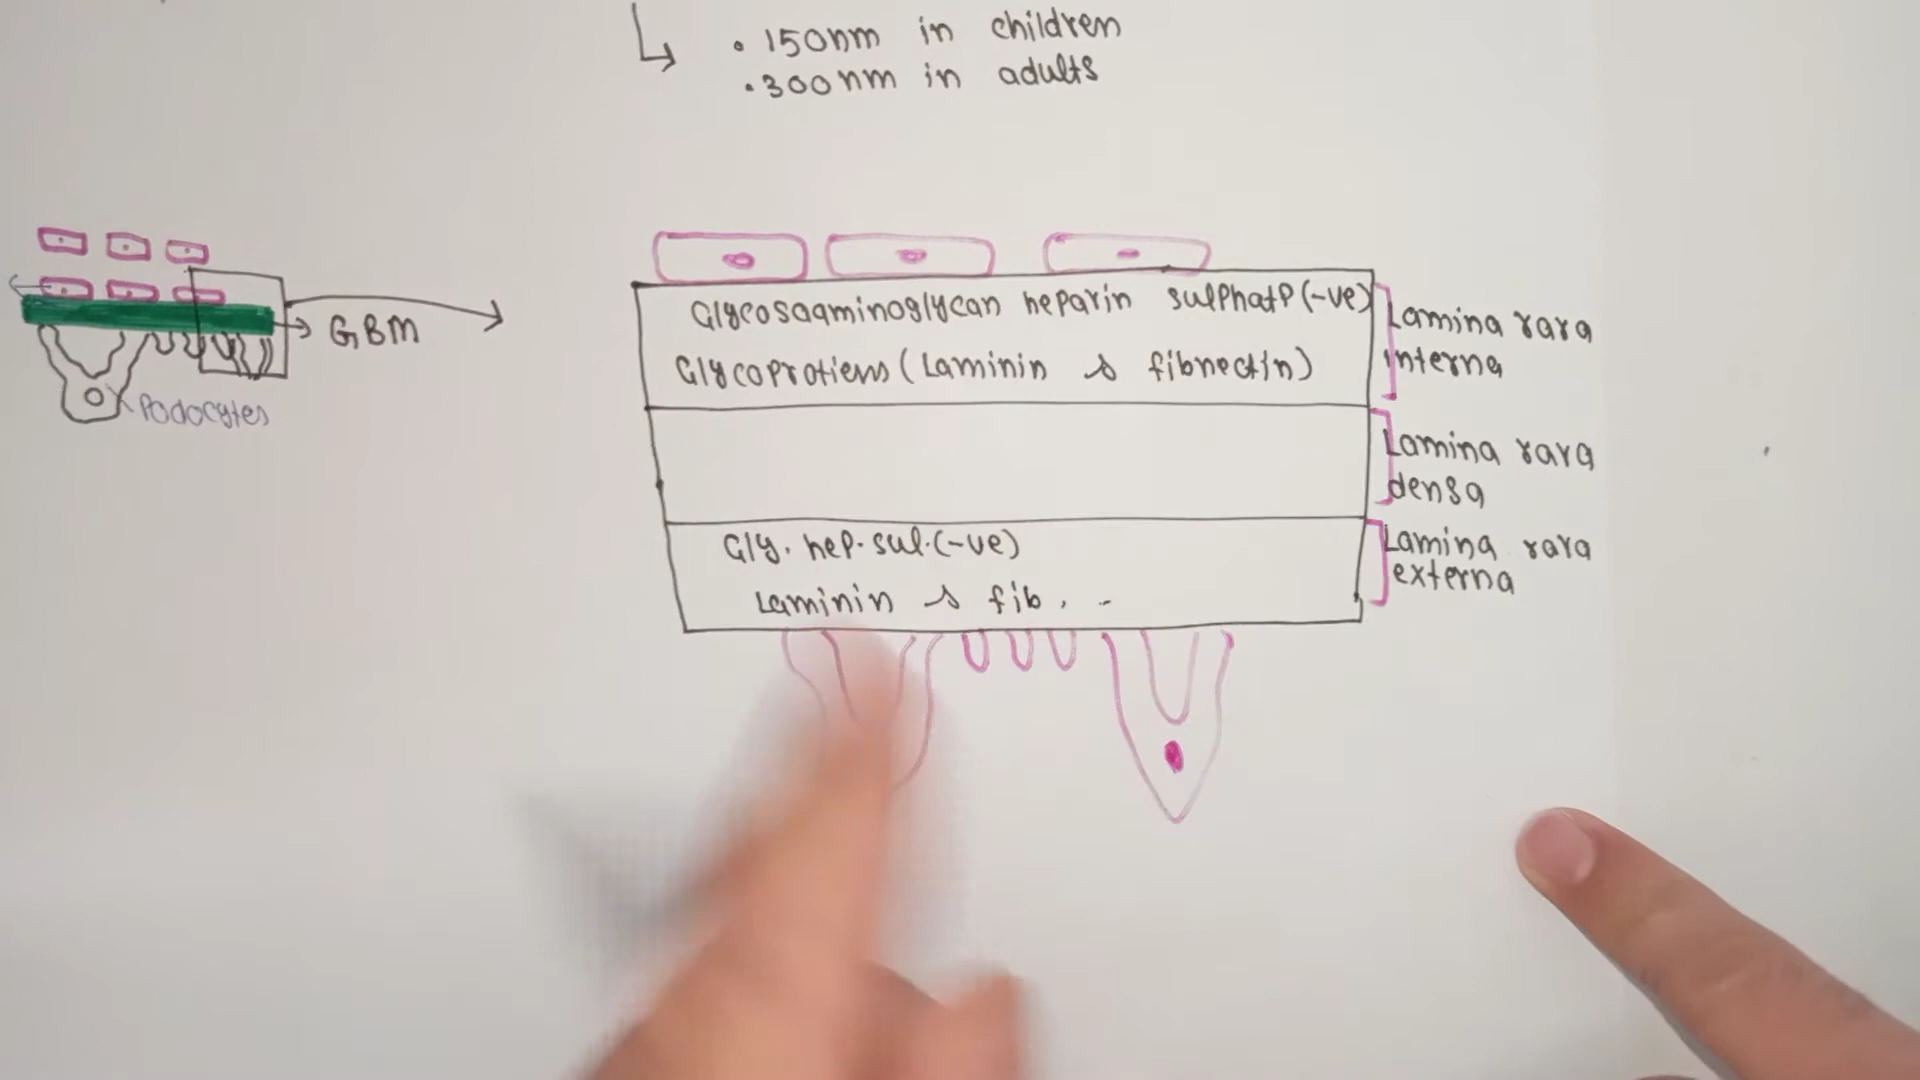 • 150nm in children
• 300nm in adults
GBM
Podocytes
Glycosaaminoglycan heparin sulphate (-ve)
Glycoprotiens (Laminin & fibnectin)
Lamina rara
interna
Lamina rara
densa
Gly. hep. sul. (-ve)
Laminin & fib. -
Lamina rara
externa